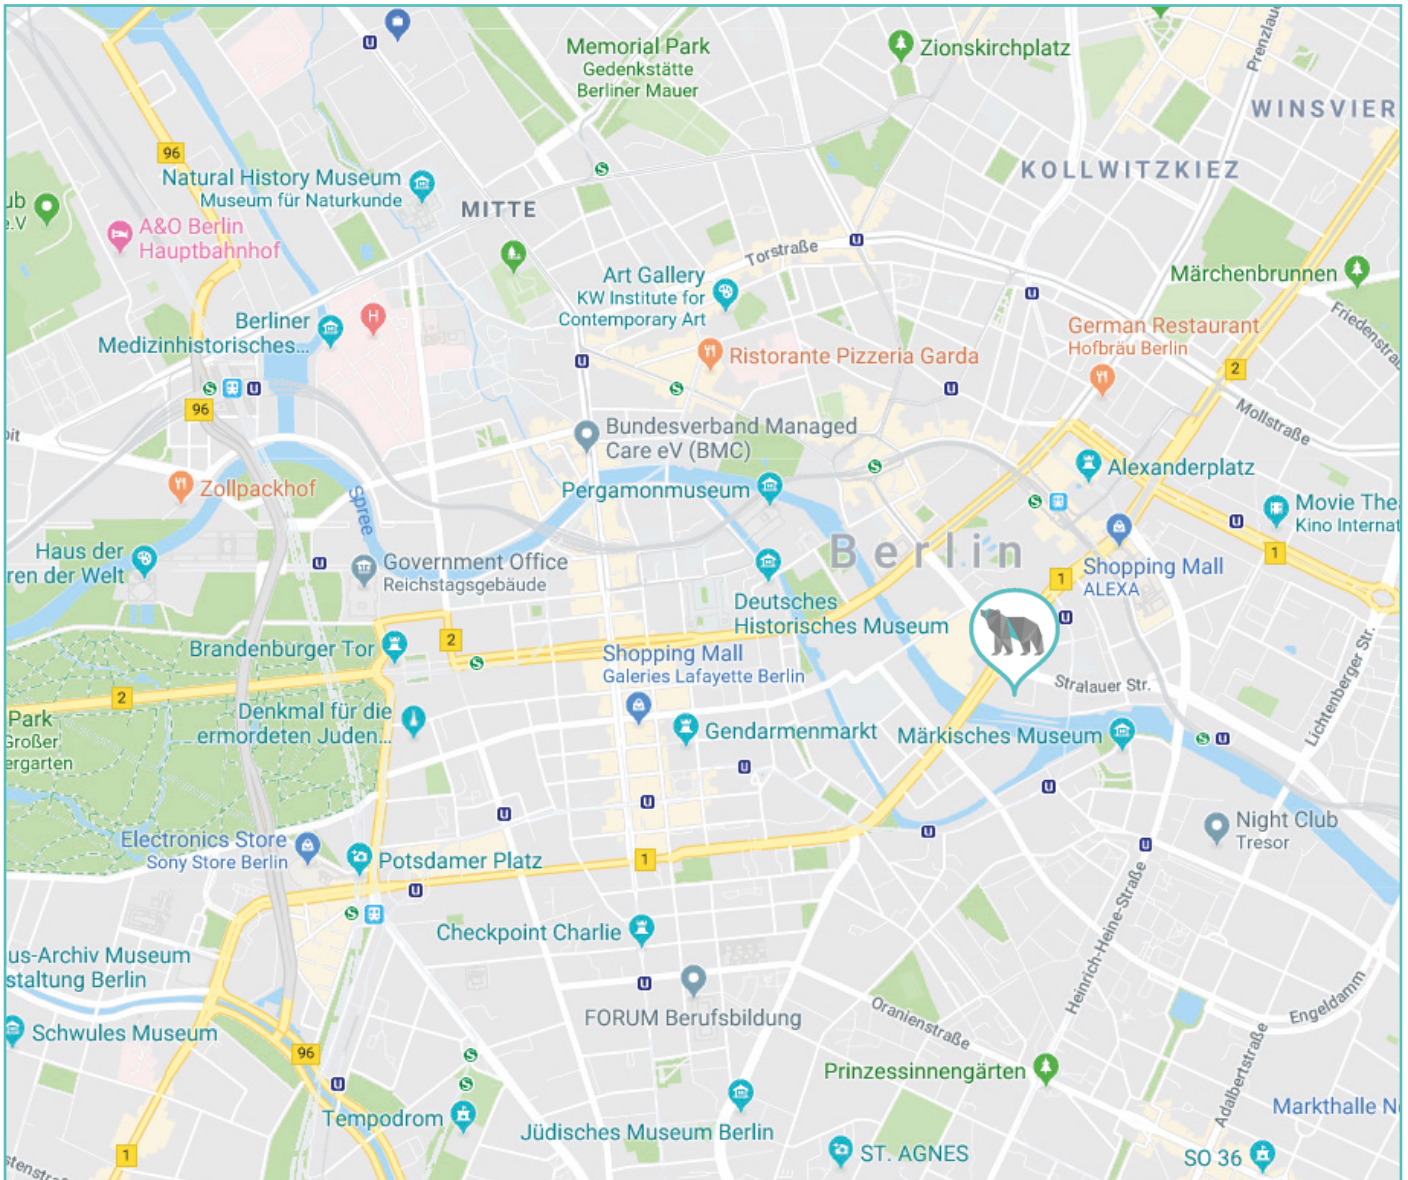 Memorial Park
Gedenkstätte
Berliner Mauer
Zionskirchplatz
Prenzlau
WINSVIER
96
KOLLWITZKIEZ
Natural History Museum
Museum für Naturkunde
MITTE
ub
e.V
A&O Berlin
Hauptbahnhof
Torstraße
Art Gallery
KW Institute for
Contemporary Art
Märchenbrunnen
Friedenstraß
H
Berliner
Medizinhistorisches...
German Restaurant
Hofbräu Berlin
Ristorante Pizzeria Garda
2
96
Mollstraße
oit
Bundesverband Managed
Care eV (BMC)
Alexanderplatz
Zollpackhof
Spree
Pergamonmuseum
Movie The
Kino Internat
Haus der
ren der Welt
Government Office
Reichstagsgebäude
Berlin
1
Shopping Mall
ALEXA
1
Deutsches
Historisches Museum
Brandenburger Tor
2
Shopping Mall
Galeries Lafayette Berlin
Stralauer Str.
Lichtenberger Str.
2
Denkmal für die
ermordeten Juden...
Park
Großer
ergarten
Gendarmenmarkt
Märkisches Museum
Electronics Store
Sony Store Berlin
Potsdamer Platz
1
Night Club
Tresor
Heinrich-Heine-Straße
Checkpoint Charlie
us-Archiv Museum
staltung Berlin
FORUM Berufsbildung
Oranienstraße
Engeldamm
Schwules Museum
96
Prinzessinnengärten
Adalbertstraße
Markthalle N
Tempodrom
Jüdisches Museum Berlin
ST. AGNES
SO 36
1